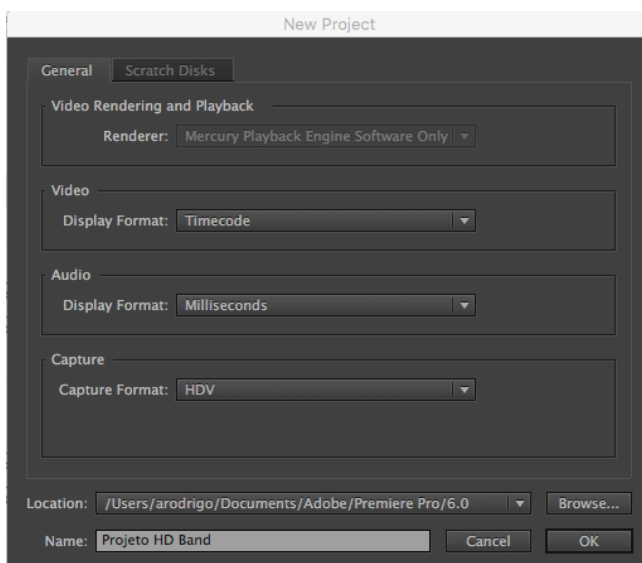 New Project
General Scratch Disks
Video Rendering and Playback
Renderer: Mercury Playback Engine Software Only
Video
Display Format: Timecode
Audio
Display Format: Milliseconds
Capture
Capture Format: HDV
Location: /Users/arodrigo/Documents/Adobe/Premiere Pro/6.0 Browse...
Name: Projeto HD Band Cancel OK